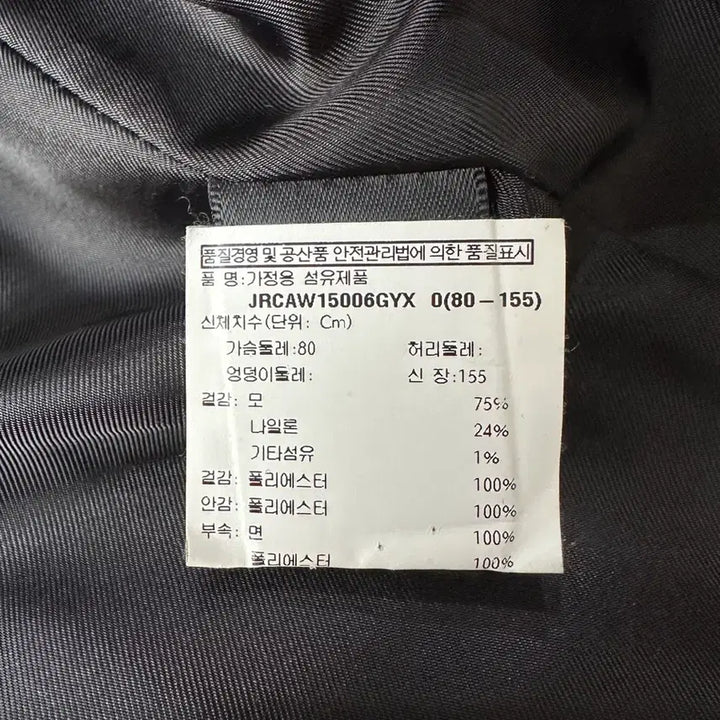 품질경영 및 공산품 안전관리법에 의한 품질표시
품 명:가정용 섬유제품
JRCAW15006GYX 0(80-155)
신체치수(단위: Cm)
가슴둘레:80 허리둘레:
엉덩이둘레: 신 장:155
겉감: 모 75%
나일론 24%
기타섬유 1%
겉감: 폴리에스터 100%
안감: 폴리에스터 100%
부속: 면 100%
폴리에스터 100%